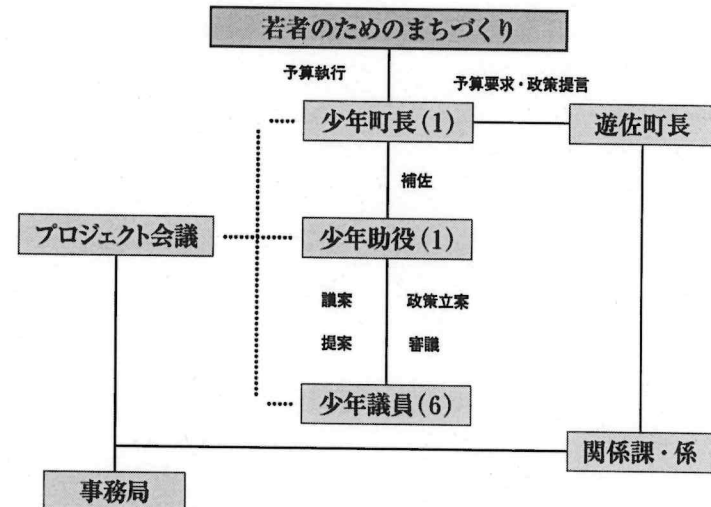 若者のためのまちづくり
予算執行
予算要求・政策提言
少年町長(1)
遊佐町長
補佐
プロジェクト会議
少年助役(1)
議案
政策立案
提案
審議
少年議員(6)
関係課・係
事務局